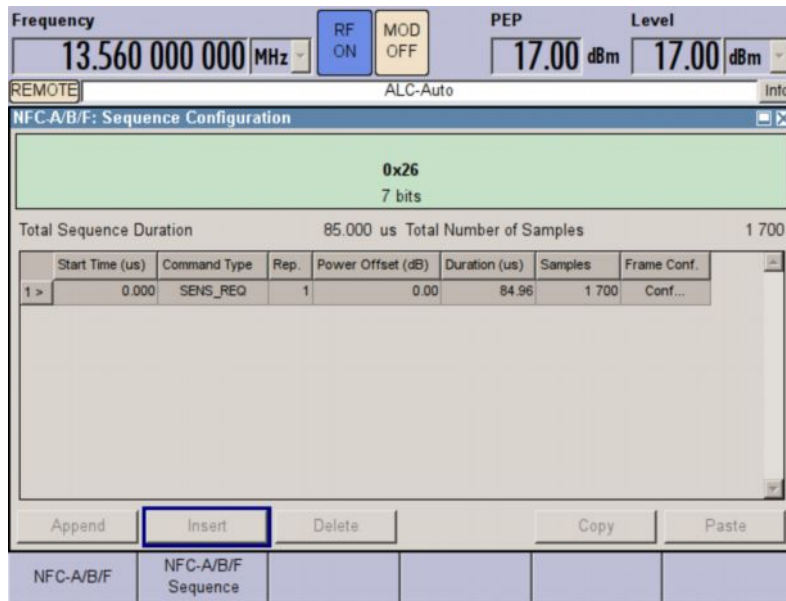 Frequency
PEP
Level
13.560 000 000 MHz
RF ON
MOD OFF
17.00 dBm
17.00 dBm
REMOTE
ALC-Auto
Info
NFC-A/B/F: Sequence Configuration
0x26
7 bits
Total Sequence Duration 85.000 us Total Number of Samples 1 700
Start Time (us) Command Type Rep. Power Offset (dB) Duration (us) Samples Frame Conf.
1 > 0.000 SENS_REQ 1 0.00 84.96 1 700 Conf...
Append Insert Delete Copy Paste
NFC-A/B/F
NFC-A/B/F
Sequence